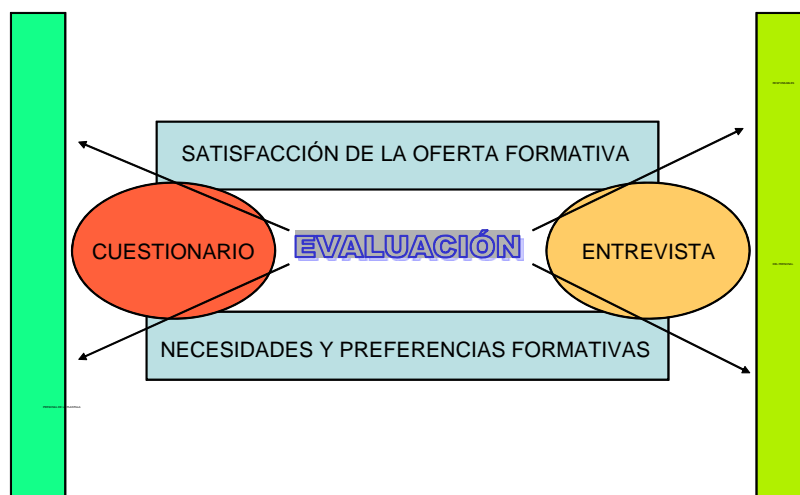 SATISFACCIÓN DE LA OFERTA FORMATIVA
CUESTIONARIO
EVALUACIÓN
ENTREVISTA
NECESIDADES Y PREFERENCIAS FORMATIVAS